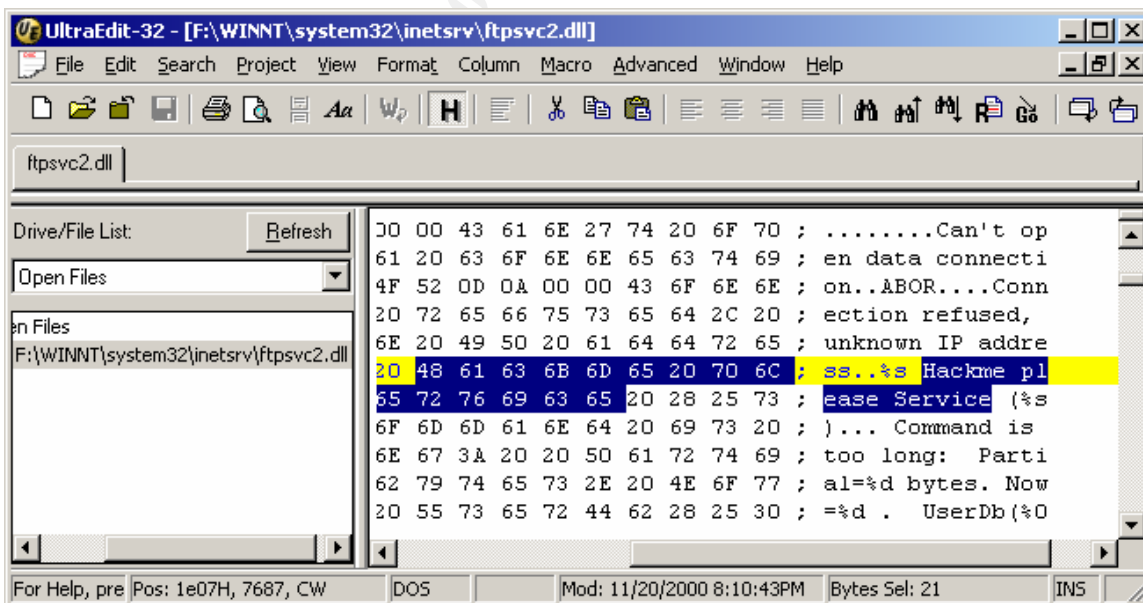 UltraEdit-32 - [F:\WINNT\system32\inetsrv\ftpsvc2.dll]
File Edit Search Project View Format Column Macro Advanced Window Help
ftpsvc2.dll
Drive/File List: Refresh
Open Files
en Files
F:\WINNT\system32\inetsrv\ftpsvc2.dll
00 00 43 61 6E 27 74 20 6F 70 ; ........Can't op
61 20 63 6F 6E 6E 65 63 74 69 ; en data connecti
4F 52 0D 0A 00 00 43 6F 6E 6E ; on..ABOR....Conn
20 72 65 66 75 73 65 64 2C 20 ; ection refused,
6E 20 49 50 20 61 64 64 72 65 ; unknown IP addre
20 48 61 63 6B 6D 65 20 70 6C ; ss..%s Hackme pl
65 72 76 69 63 65 20 28 25 73 ; ease Service (%s
6F 6D 6D 61 6E 64 20 69 73 20 ; )... Command is
6E 67 3A 20 20 50 61 72 74 69 ; too long:  Parti
62 79 74 65 73 2E 20 4E 6F 77 ; al=%d bytes. Now
20 55 73 65 72 44 62 28 25 30 ; =%d .  UserDb(%0
For Help, pre Pos: 1e07H, 7687, CW DOS Mod: 11/20/2000 8:10:43PM Bytes Sel: 21 INS